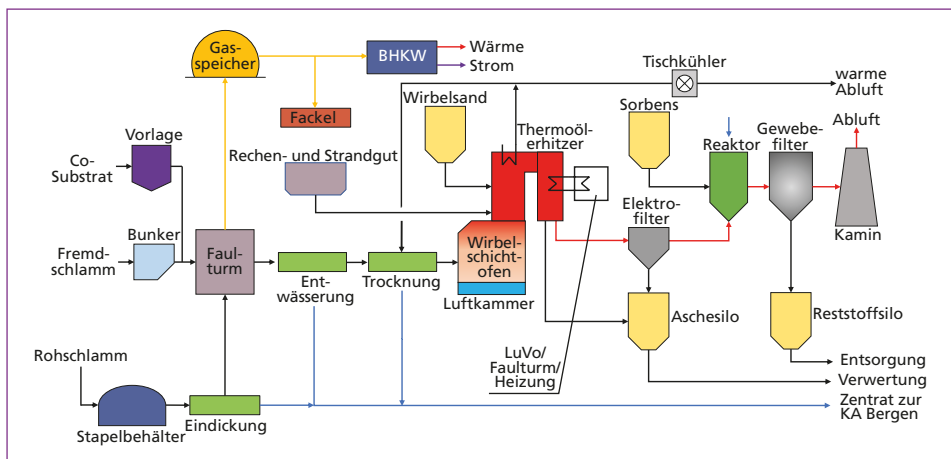 Gas-
speicher
BHKW
Wärme
Strom
Tischkühler
warme
Abluft
Fackel
Wirbelsand
Sorbens
Abluft
Vorlage
Rechen- und Strandgut
Thermoöl-
erhitzer
Reaktor
Gewebe-
filter
Co-
Substrat
Elektro-
filter
Kamin
Fremd-
schlamm
Bunker
Faul-
turm
Wirbel-
schicht-
ofen
Ent-
wässerung
Trocknung
Luftkammer
Aschesilo
Reststoffsilo
LuVo/
Faulturm/
Heizung
Rohschlamm
Entsorgung
Verwertung
Stapelbehälter
Eindickung
Zentrat zur
KA Bergen